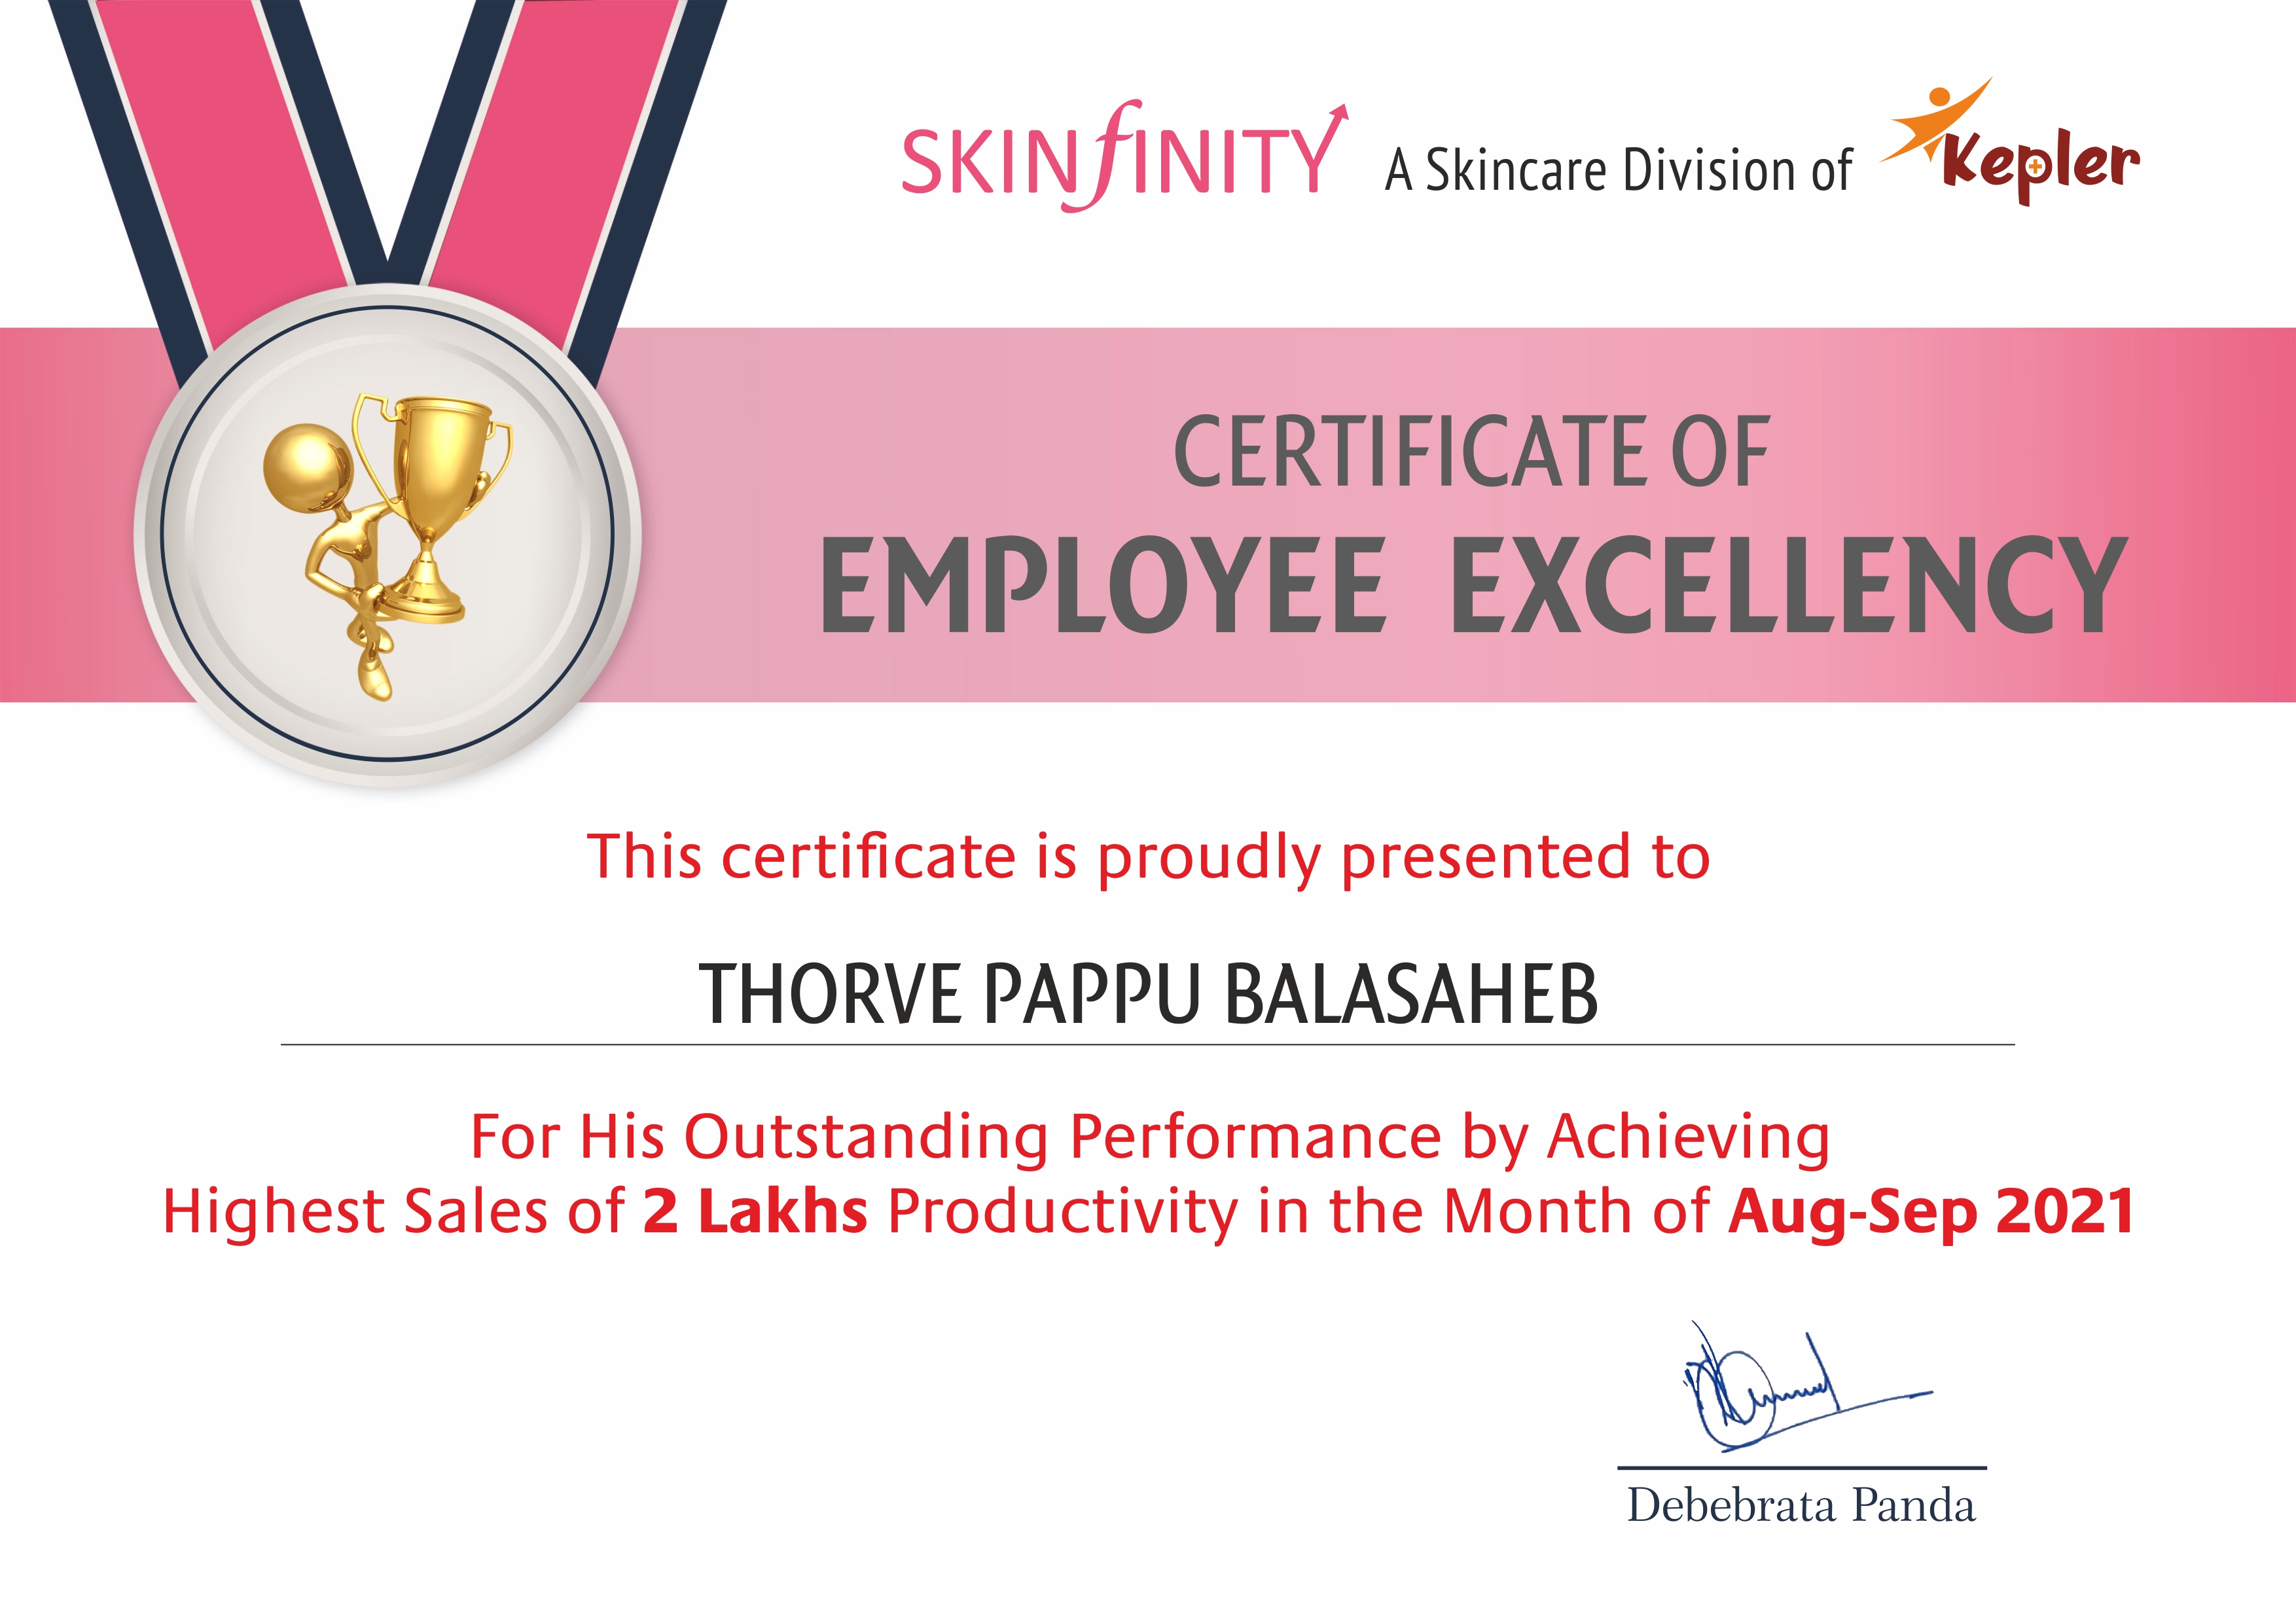 SKINfINITY A Skincare Division of Kepler
CERTIFICATE OF
EMPLOYEE EXCELLENCY
This certificate is proudly presented to
THORVE PAPPU BALASAHEB
For His Outstanding Performance by Achieving
Highest Sales of 2 Lakhs Productivity in the Month of Aug-Sep 2021
Debebrata Panda